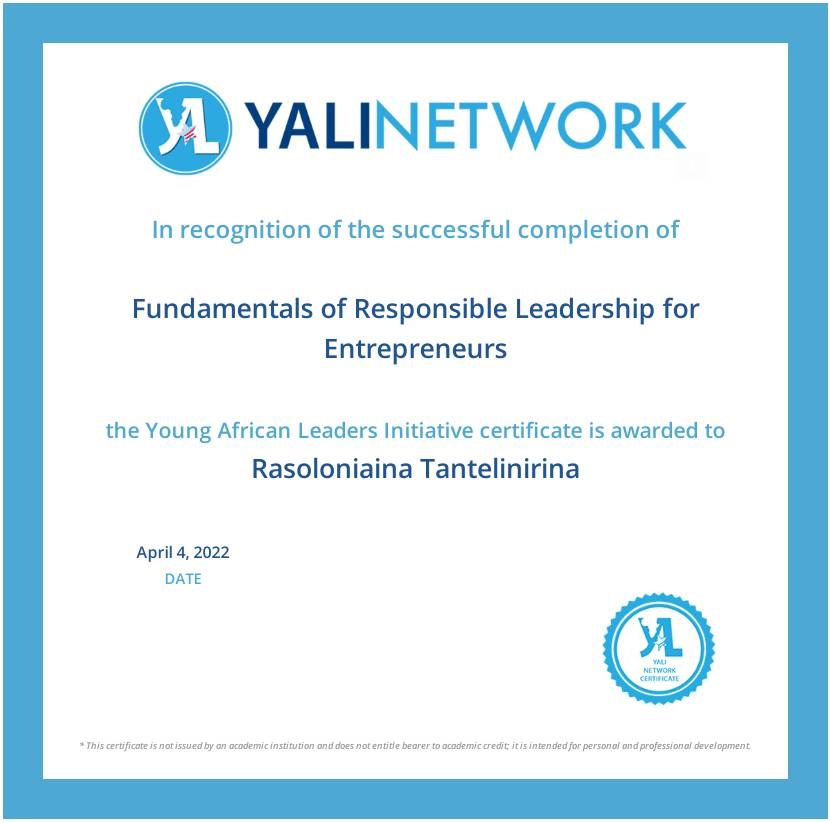 YALINETWORK
In recognition of the successful completion of
Fundamentals of Responsible Leadership for
Entrepreneurs
the Young African Leaders Initiative certificate is awarded to
Rasoloniaina Tantelinirina
April 4, 2022
DATE
YALI
NETWORK
CERTIFICATE
* This certificate is not issued by an academic institution and does not entitle bearer to academic credit; it is intended for personal and professional development.